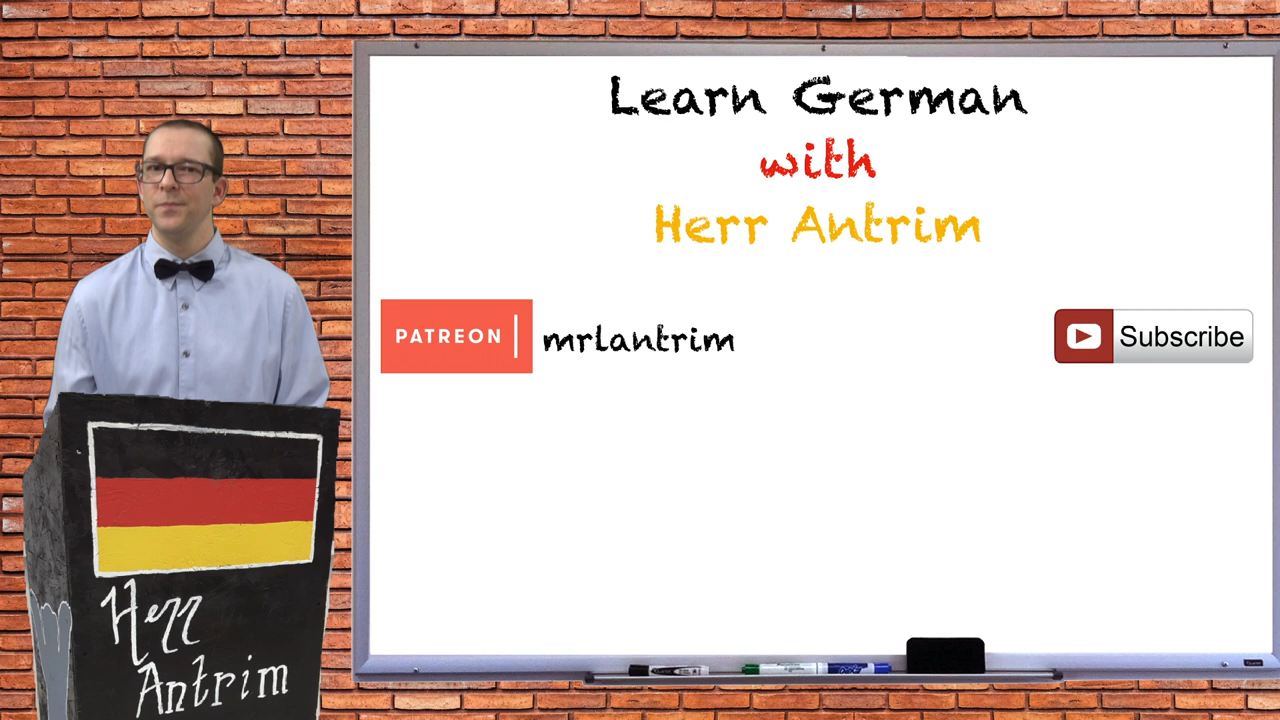 Learn German
with
Herr Antrim
PATREON
mrlantrim
Subscribe
Herr
Antrim